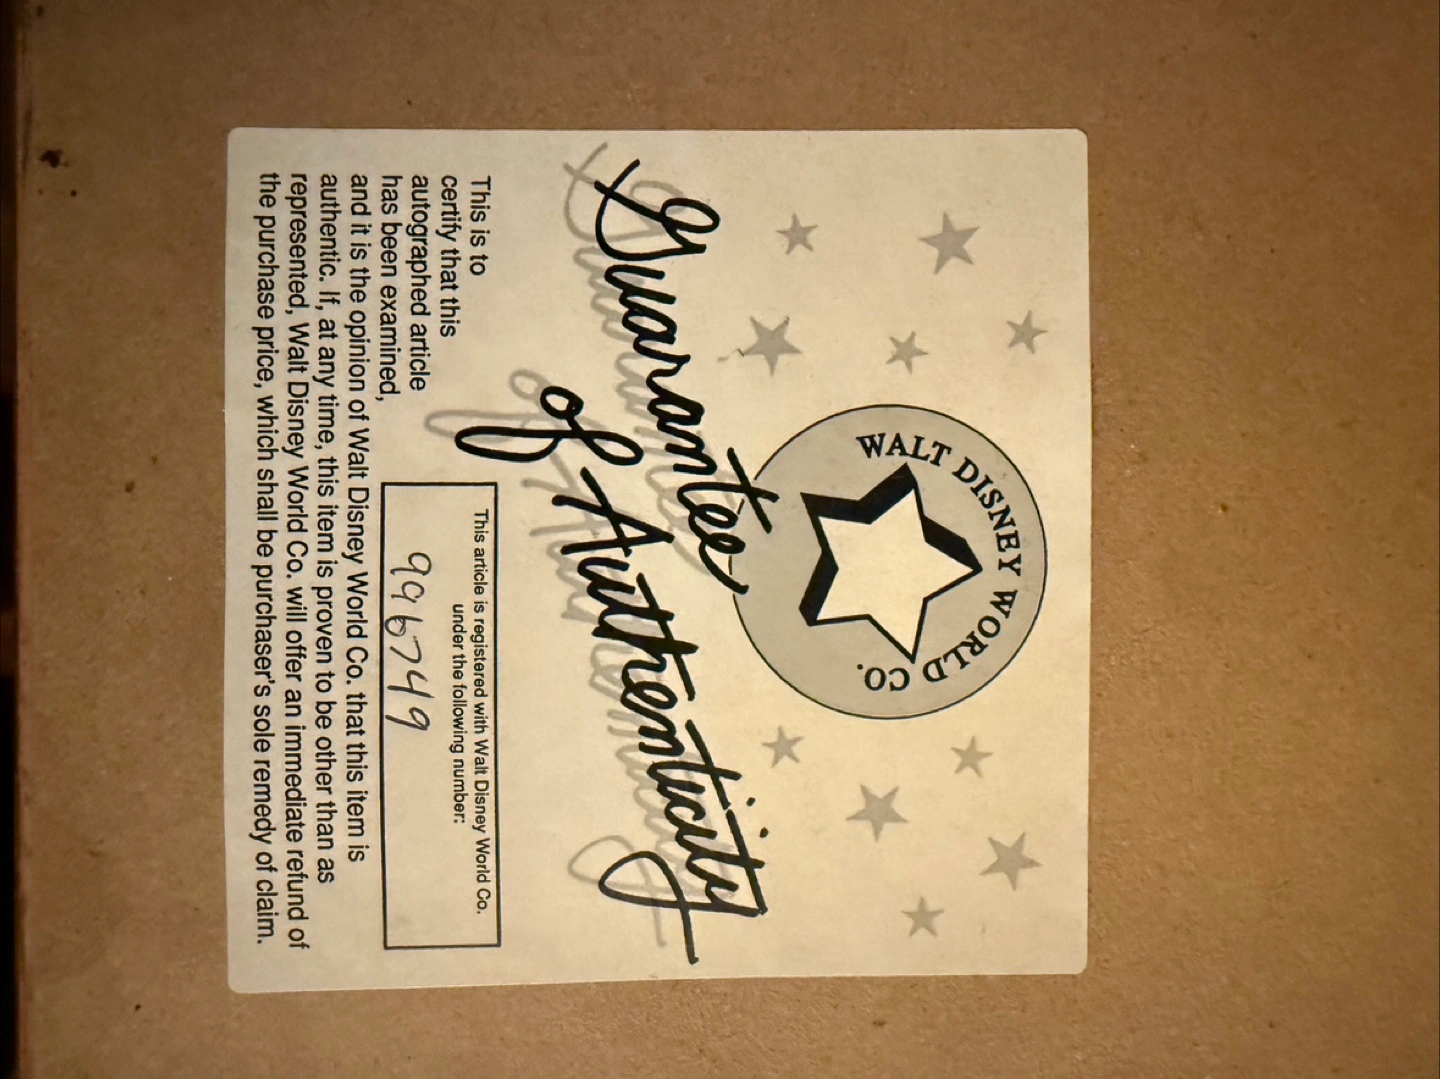 WALT DISNEY WORLD CO.
Guarantee
of Authenticity
This is to
certify that this
autographed article
has been examined,
and it is the opinion of Walt Disney World Co. that this item is
authentic. If, at any time, this item is proven to be other than as
represented, Walt Disney World Co. will offer an immediate refund of
the purchase price, which shall be purchaser's sole remedy of claim.
This article is registered with Walt Disney World Co.
under the following number:
996749